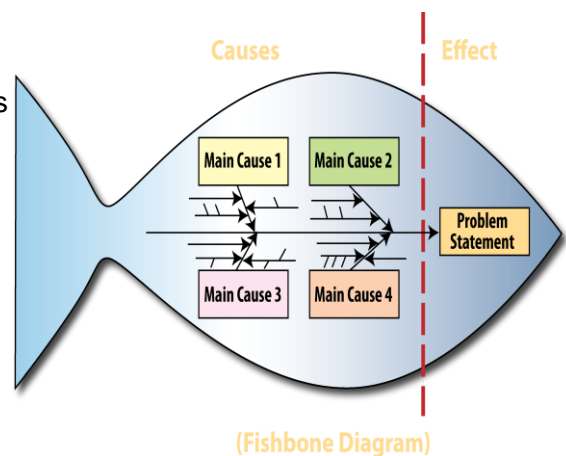 Causes
Effect
s
Main Cause 1
Main Cause 2
Problem
Statement
Main Cause 3
Main Cause 4
(Fishbone Diagram)